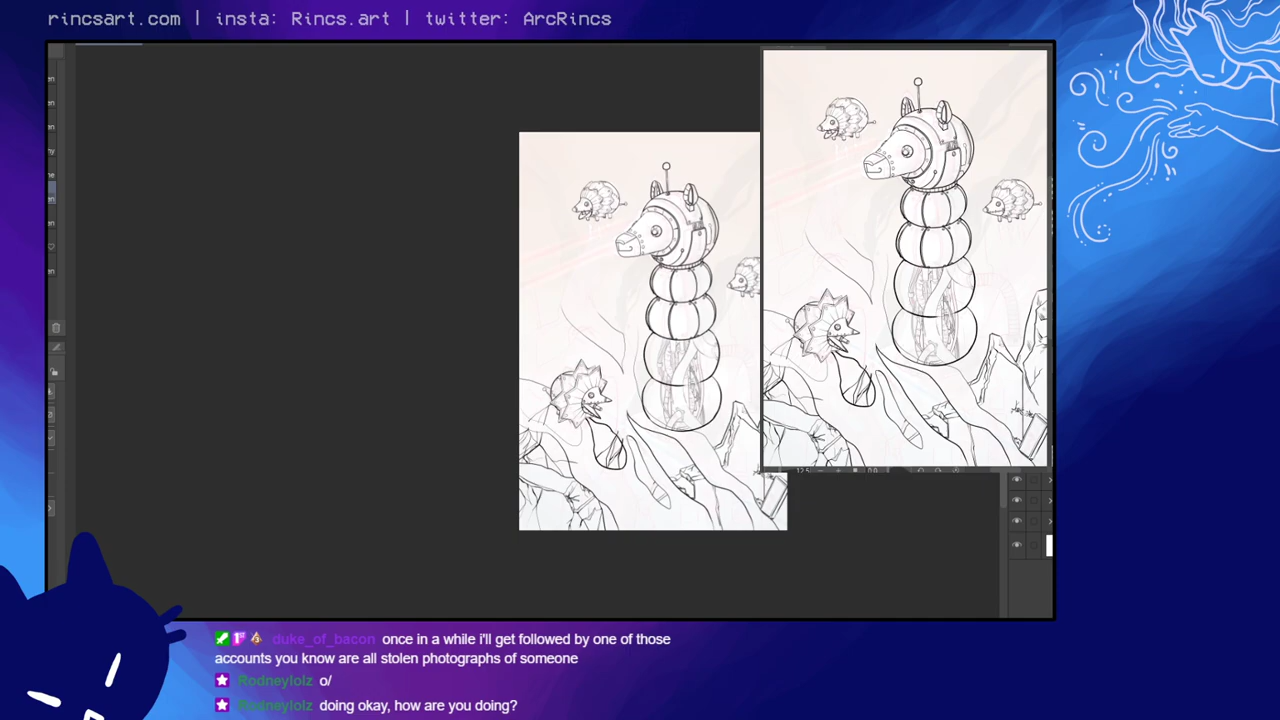 rincsart.com | insta: Rincs.art | twitter: ArcRincs
duke_of_bacon once in a while i'll get followed by one of those
accounts you know are all stolen photographs of someone
Rodneylolz o/
Rodneylolz doing okay, how are you doing?